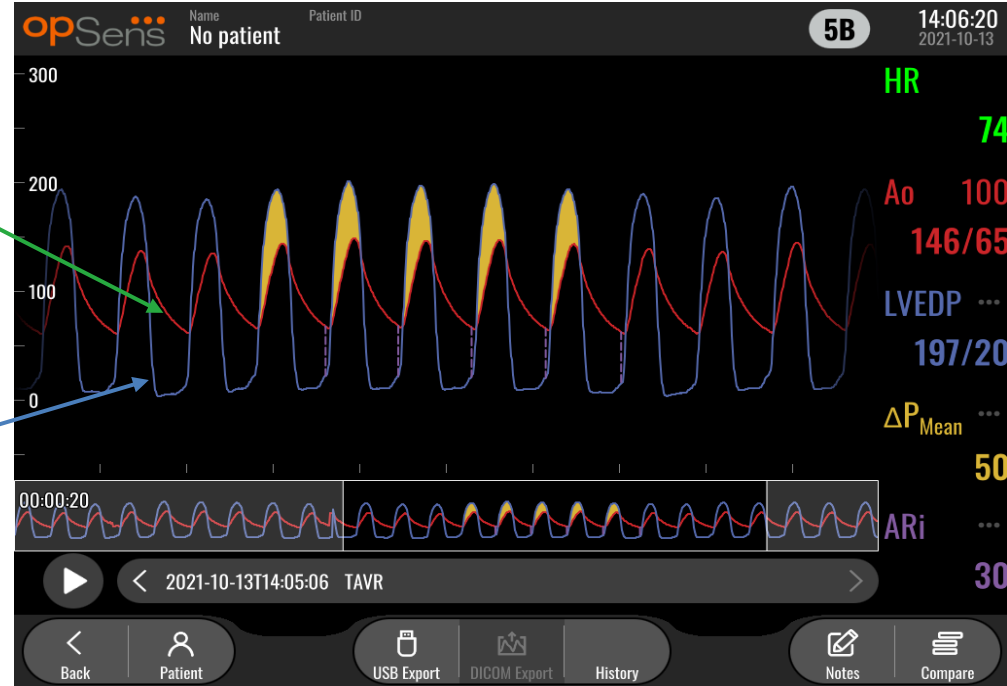 opSens
Name
No patient
Patient ID
5B
14:06:20
2021-10-13
300
200
100
0
HR
74
Ao 100
146/65
LVEDP ---
197/20
ΔPMean ---
50
ARi ---
30
00:00:20
2021-10-13T14:05:06 TAVR
Back
Patient
USB Export
DICOM Export
History
Notes
Compare